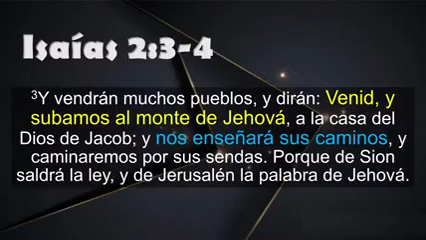 Isaías 2:3-4
³Y vendrán muchos pueblos, y dirán: Venid, y
subamos al monte de Jehová, a la casa del
Dios de Jacob; y nos enseñará sus caminos, y
caminaremos por sus sendas. Porque de Sion
saldrá la ley, y de Jerusalén la palabra de Jehová.